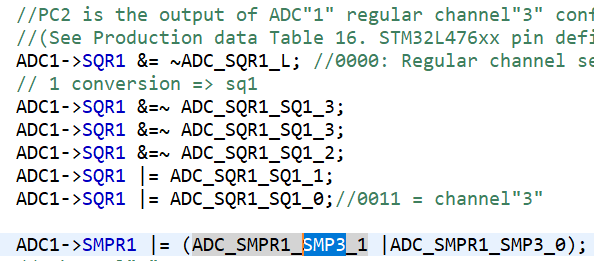 //PC2 is the output of ADC"1" regular channel"3" conf
//(See Production data Table 16. STM32L476xx pin defi
ADC1->SQR1 &= ~ADC_SQR1_L; //0000: Regular channel se
// 1 conversion => sq1
ADC1->SQR1 &=~ ADC_SQR1_SQ1_3;
ADC1->SQR1 &=~ ADC_SQR1_SQ1_3;
ADC1->SQR1 &=~ ADC_SQR1_SQ1_2;
ADC1->SQR1 |= ADC_SQR1_SQ1_1;
ADC1->SQR1 |= ADC_SQR1_SQ1_0;//0011 = channel"3"
ADC1->SMPR1 |= (ADC_SMPR1_SMP3_1 |ADC_SMPR1_SMP3_0);